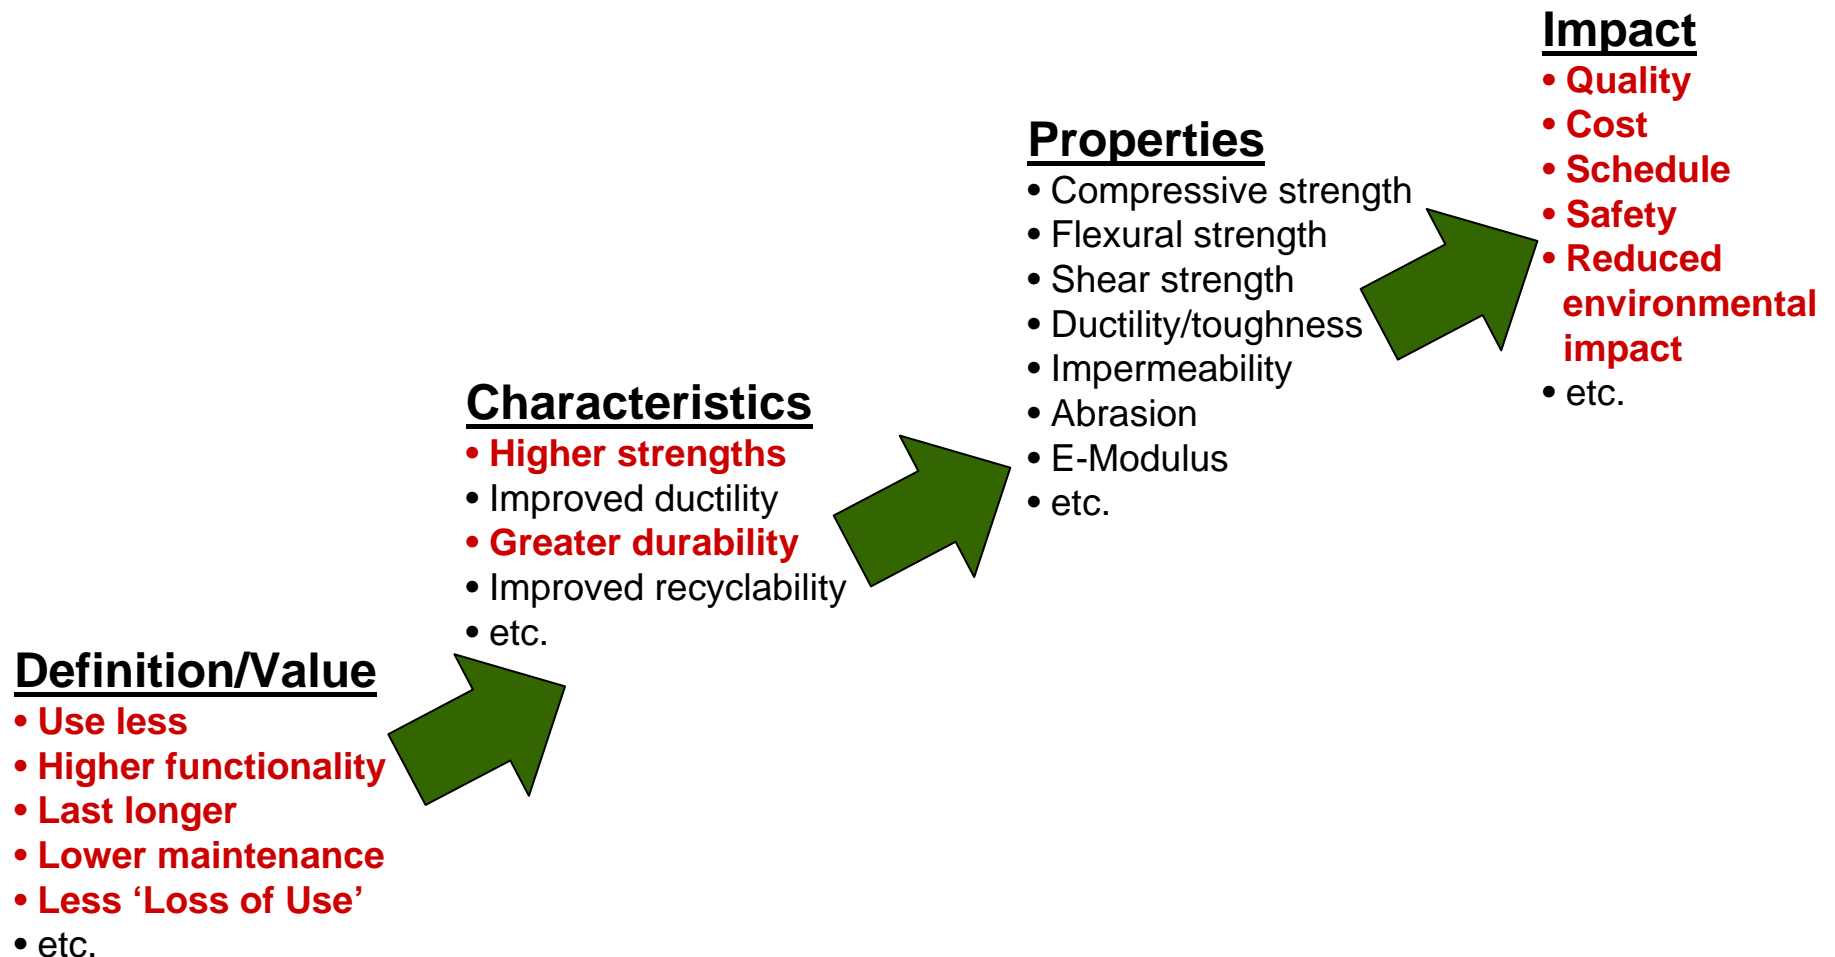 Impact
• Quality
• Cost
• Schedule
• Safety
• Reduced
environmental
impact
• etc.
Properties
• Compressive strength
• Flexural strength
• Shear strength
• Ductility/toughness
• Impermeability
• Abrasion
• E-Modulus
• etc.
Characteristics
• Higher strengths
• Improved ductility
• Greater durability
• Improved recyclability
• etc.
Definition/Value
• Use less
• Higher functionality
• Last longer
• Lower maintenance
• Less ‘Loss of Use’
• etc.